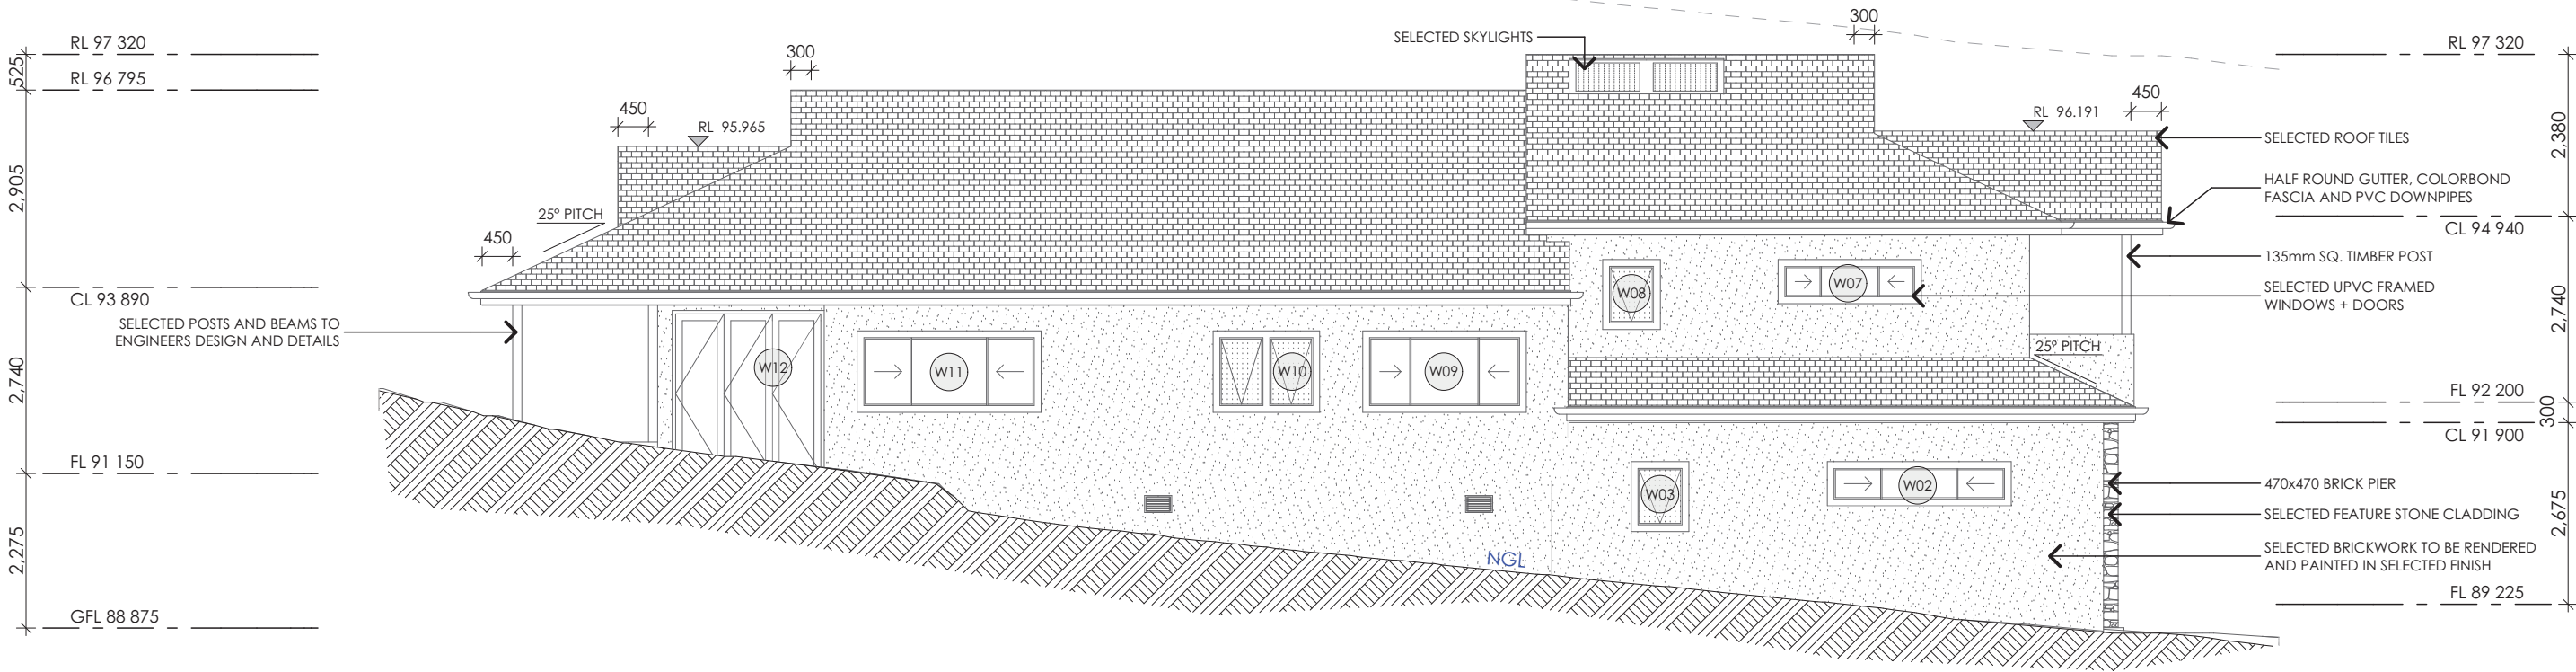 RL 97 320
525
RL 96 795
2,905
CL 93 890
2,740
FL 91 150
2,275
GFL 88 875
SELECTED POSTS AND BEAMS TO
ENGINEERS DESIGN AND DETAILS
300
450
RL 95.965
25° PITCH
450
SELECTED SKYLIGHTS
300
RL 96.191
450
W08
W07
W12
W11
W10
W09
25° PITCH
W03
W02
NGL
SELECTED ROOF TILES
HALF ROUND GUTTER, COLORBOND
FASCIA AND PVC DOWNPIPES
135mm SQ. TIMBER POST
SELECTED UPVC FRAMED
WINDOWS + DOORS
470x470 BRICK PIER
SELECTED FEATURE STONE CLADDING
SELECTED BRICKWORK TO BE RENDERED
AND PAINTED IN SELECTED FINISH
RL 97 320
2,380
CL 94 940
2,740
FL 92 200
300
CL 91 900
2,675
FL 89 225